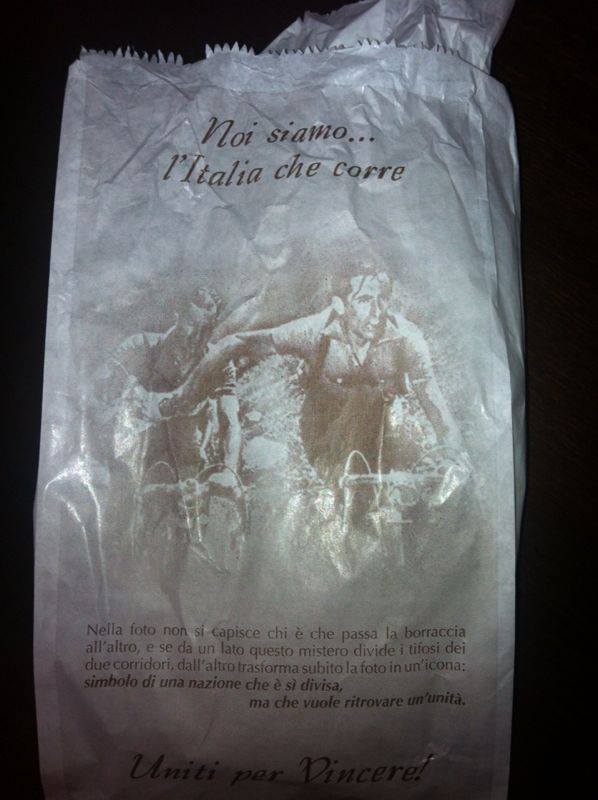 Noi siamo...
l'Italia che corre
Nella foto non si capisce chi è che passa la borraccia
all'altro, e se da un lato questo mistero divide i tifosi dei
due corridori, dall'altro trasforma subito la foto in un'icona:
simbolo di una nazione che è sì divisa,
ma che vuole ritrovare un'unità.
Uniti per Vincere!